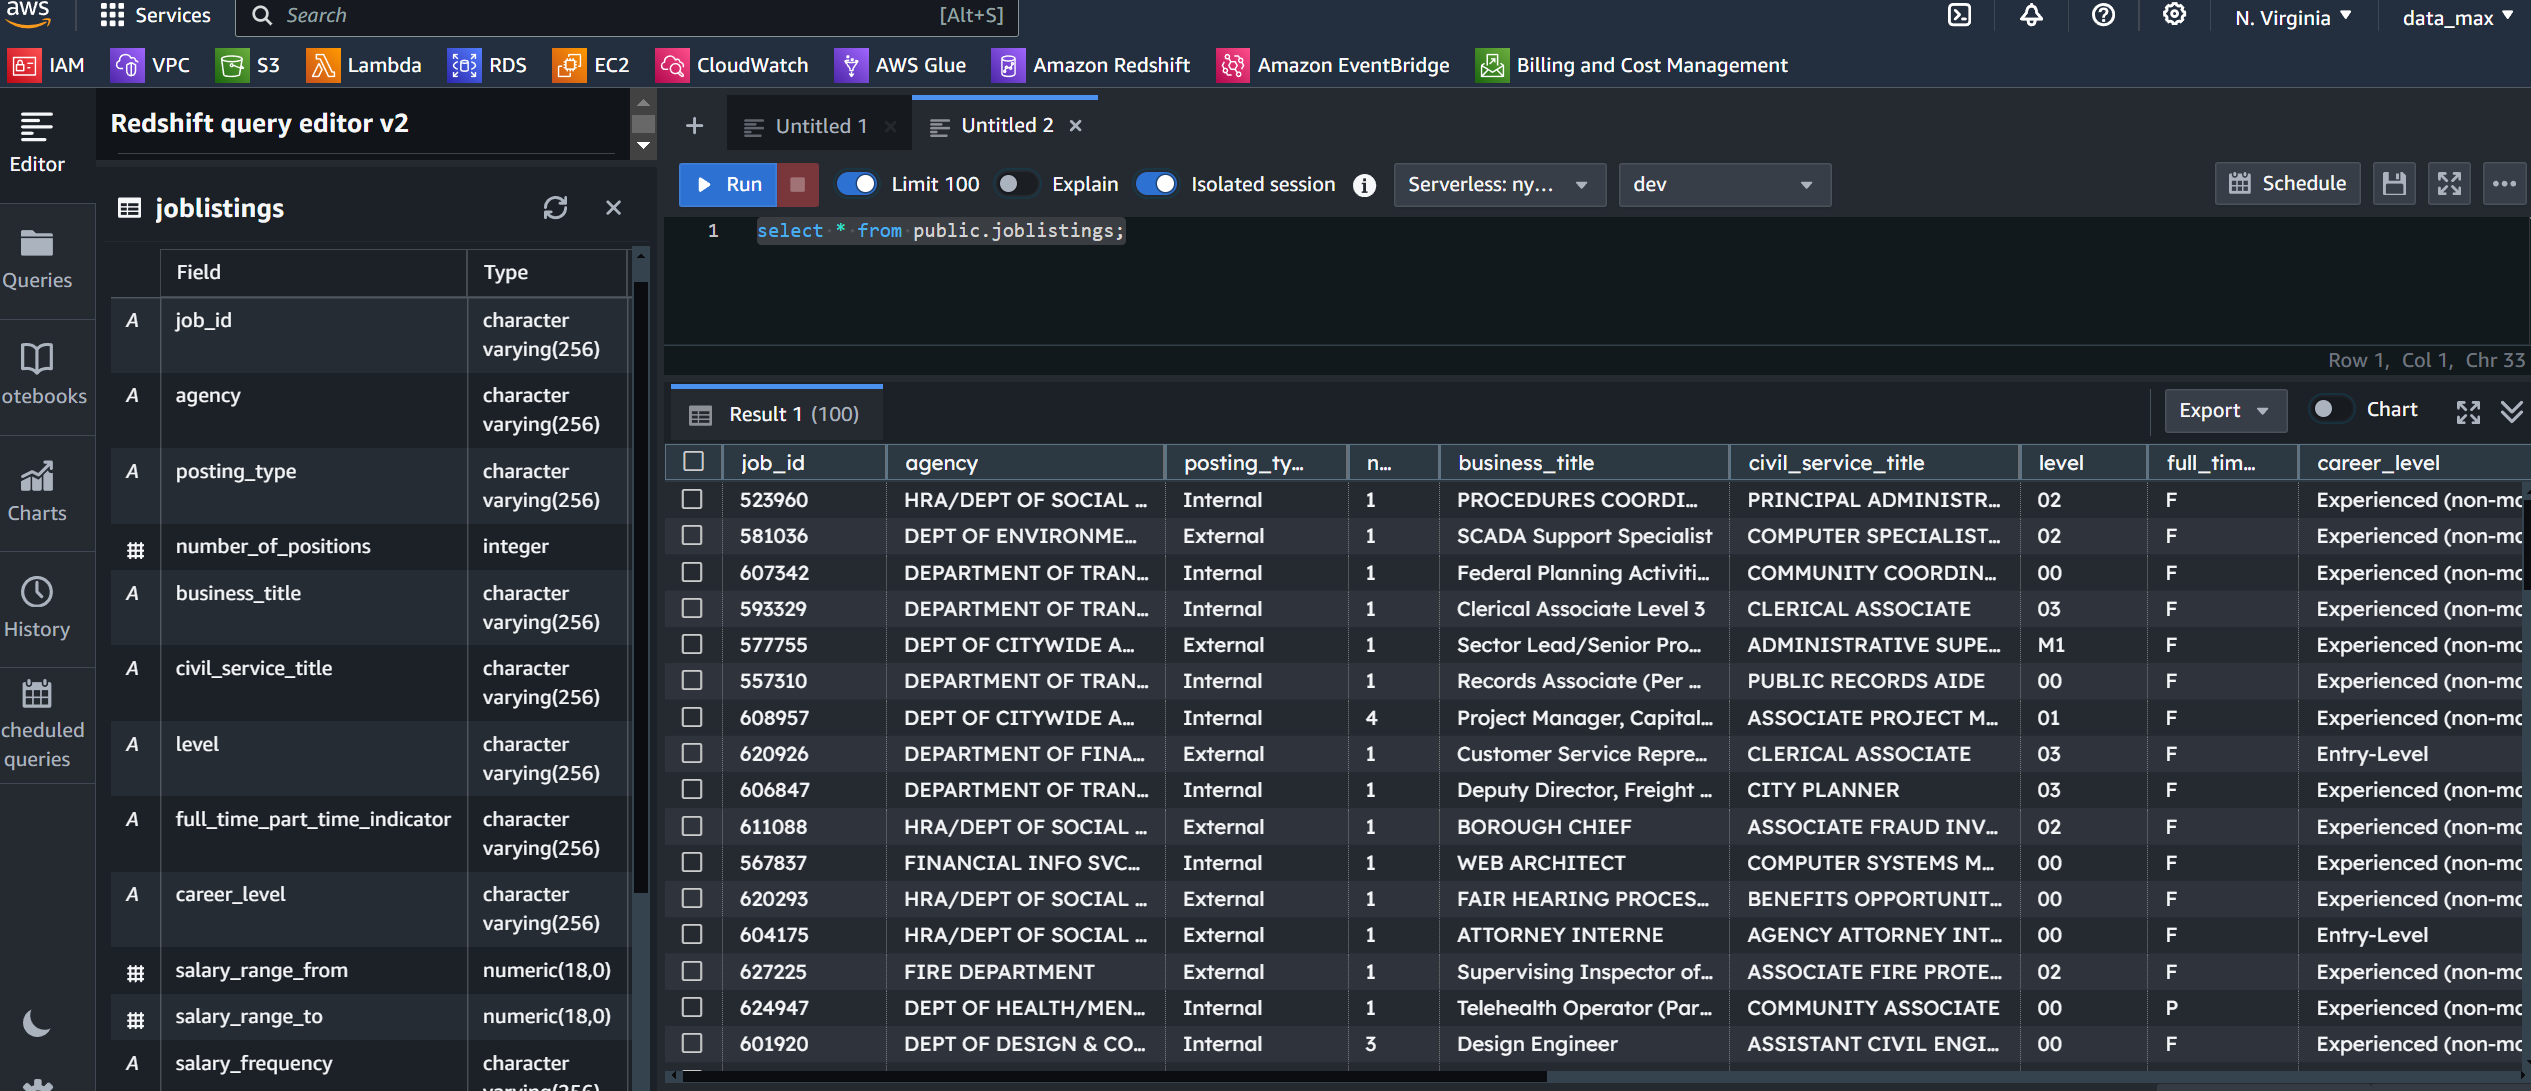 aws
Services
Search
[Alt+S]
N. Virginia
data_max
IAM
VPC
S3
Lambda
RDS
EC2
CloudWatch
AWS Glue
Amazon Redshift
Amazon EventBridge
Billing and Cost Management
Editor
Queries
otebooks
Charts
History
cheduled
queries
Redshift query editor v2
joblistings
Field Type
job_id character
varying(256)
agency character
varying(256)
posting_type character
varying(256)
number_of_positions integer
business_title character
varying(256)
civil_service_title character
varying(256)
level character
varying(256)
full_time_part_time_indicator character
varying(256)
career_level character
varying(256)
salary_range_from numeric(18,0)
salary_range_to numeric(18,0)
salary_frequency character
Untitled 1
Untitled 2
Run
Limit 100
Explain
Isolated session
Serverless: ny...
dev
Schedule
1 select * from public.joblistings;
Row 1, Col 1, Chr 33
Result 1 (100)
Export
Chart
job_id agency posting_ty... n... business_title civil_service_title level full_tim... career_level
523960 HRA/DEPT OF SOCIAL ... Internal 1 PROCEDURES COORDI... PRINCIPAL ADMINISTR... 02 F Experienced (non-ma
581036 DEPT OF ENVIRONME... External 1 SCADA Support Specialist COMPUTER SPECIALIST... 02 F Experienced (non-ma
607342 DEPARTMENT OF TRAN... Internal 1 Federal Planning Activiti... COMMUNITY COORDIN... 00 F Experienced (non-ma
593329 DEPARTMENT OF TRAN... Internal 1 Clerical Associate Level 3 CLERICAL ASSOCIATE 03 F Experienced (non-ma
577755 DEPT OF CITYWIDE A... External 1 Sector Lead/Senior Pro... ADMINISTRATIVE SUPE... M1 F Experienced (non-ma
557310 DEPARTMENT OF TRAN... Internal 1 Records Associate (Per ... PUBLIC RECORDS AIDE 00 F Experienced (non-ma
608957 DEPT OF CITYWIDE A... Internal 4 Project Manager, Capital... ASSOCIATE PROJECT M... 01 F Experienced (non-ma
620926 DEPARTMENT OF FINA... External 1 Customer Service Repre... CLERICAL ASSOCIATE 03 F Entry-Level
606847 DEPARTMENT OF TRAN... Internal 1 Deputy Director, Freight ... CITY PLANNER 03 F Experienced (non-ma
611088 HRA/DEPT OF SOCIAL ... External 1 BOROUGH CHIEF ASSOCIATE FRAUD INV... 02 F Experienced (non-ma
567837 FINANCIAL INFO SVC... Internal 1 WEB ARCHITECT COMPUTER SYSTEMS M... 00 F Experienced (non-ma
620293 HRA/DEPT OF SOCIAL ... External 1 FAIR HEARING PROCES... BENEFITS OPPORTUNIT... 00 F Experienced (non-ma
604175 HRA/DEPT OF SOCIAL ... External 1 ATTORNEY INTERNE AGENCY ATTORNEY INT... 00 F Entry-Level
627225 FIRE DEPARTMENT External 1 Supervising Inspector of... ASSOCIATE FIRE PROTE... 02 F Experienced (non-ma
624947 DEPT OF HEALTH/MEN... Internal 1 Telehealth Operator (Par... COMMUNITY ASSOCIATE 00 P Experienced (non-ma
601920 DEPT OF DESIGN & CO... Internal 3 Design Engineer ASSISTANT CIVIL ENGI... 00 F Experienced (non-ma